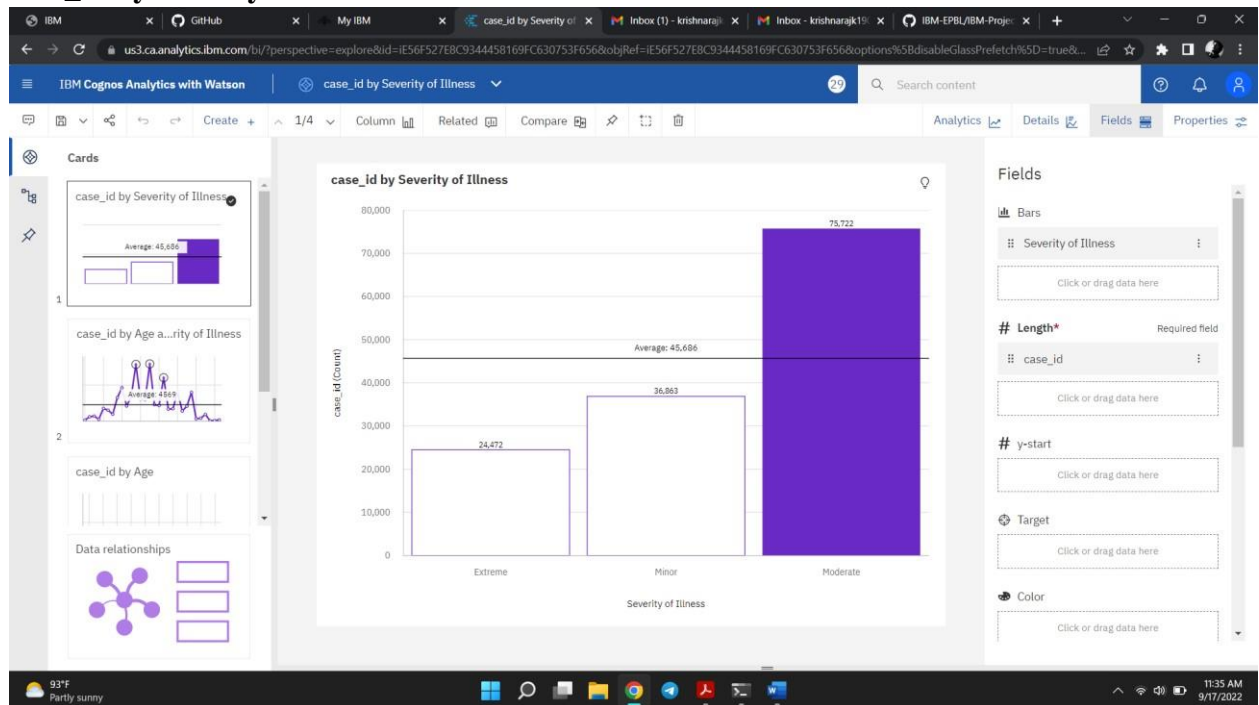 IBM
GitHub
My IBM
case_id by Severity of
Inbox (1) - krishnarajk
Inbox - krishnarajk19
IBM-EPBL/IBM-Projec
us3.ca.analytics.ibm.com/bi/?perspective=explore&id=iE56F527E8C9344458169FC630753F656&objRef=iE56F527E8C9344458169FC630753F656&options%5BdisableGlassPrefetch%5D=true&...
IBM Cognos Analytics with Watson
case_id by Severity of Illness
29
Search content
Create +
1/4
Column
Related
Compare
Analytics
Details
Fields
Properties
Cards
case_id by Severity of Illness
Average: 45,686
1
case_id by Age a...rity of Illness
Average: 4569
2
case_id by Age
Data relationships
case_id by Severity of Illness
80,000
70,000
60,000
50,000
40,000
30,000
20,000
10,000
0
case_id (Count)
75,722
Average: 45,686
36,863
24,472
Extreme
Minor
Moderate
Severity of Illness
Fields
Bars
Severity of Illness
Click or drag data here
# Length*
Required field
case_id
Click or drag data here
# y-start
Click or drag data here
Target
Click or drag data here
Color
Click or drag data here
93°F
Partly sunny
11:35 AM
9/17/2022